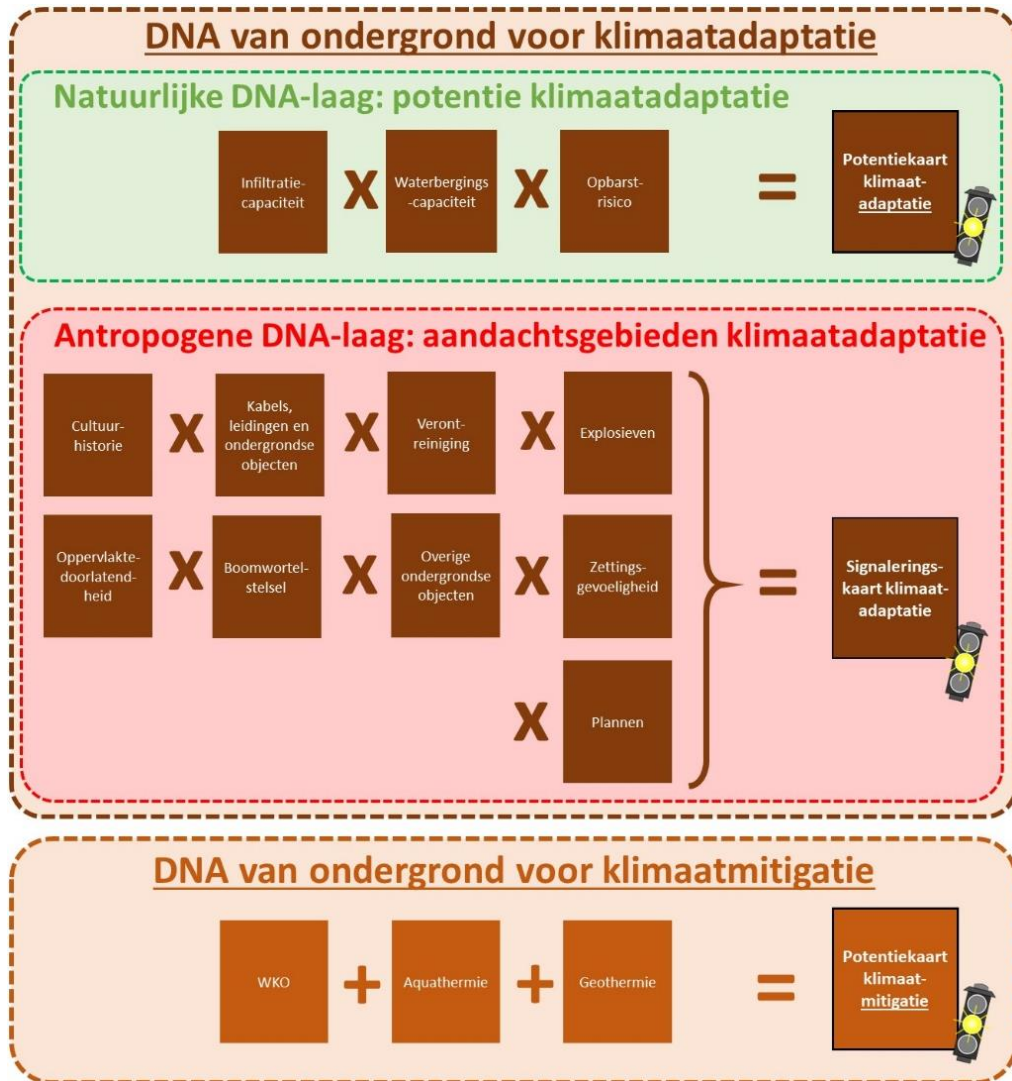 DNA van ondergrond voor klimaatadaptatie
Natuurlijke DNA-laag: potentie klimaatadaptatie
Infiltratie-
capaciteit
X
Waterbergings
-capaciteit
X
Opbarst-
risico
=
Potentiekaart
klimaat-
adaptatie
Antropogene DNA-laag: aandachtsgebieden klimaatadaptatie
Cultuur-
historie
X
Kabels,
leidingen en
ondergrondse
objecten
X
Veront-
reiniging
X
Explosieven
Oppervlakte-
doorlatend-
heid
X
Boomwortel-
stelsel
X
Overige
ondergrondse
objecten
X
Zettings-
gevoeligheid
X
Plannen
}
=
Signalerings-
kaart klimaat-
adaptatie
DNA van ondergrond voor klimaatmitigatie
WKO
+
Aquathermie
+
Geothermie
=
Potentiekaart
klimaat-
mitigatie